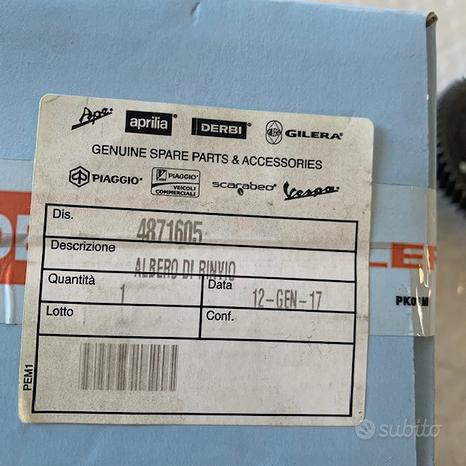 Ape aprilia DERBI GILERA
GENUINE SPARE PARTS & ACCESSORIES
PIAGGIO PIAGGIO VEICOLI COMMERCIALI scarabeo Vespa
Dis. 4871605
Descrizione
ALBERO DI RINVIO
Quantità 1 Data 12-GEN-17
Lotto Conf.
PEM1
LER
subito